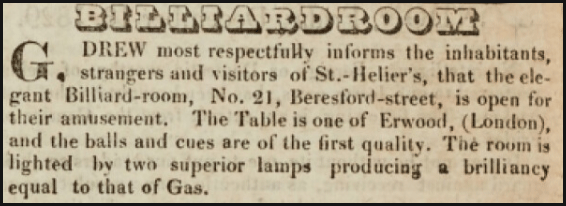 BILLIARDROOM
G. DREW most respectfully informs the inhabitants,
strangers and visitors of St.-Helier's, that the ele-
gant Billiard-room, No. 21, Beresford-street, is open for
their amusement. The Table is one of Erwood, (London),
and the balls and cues are of the first quality. The room is
lighted by two superior lamps producing a brilliancy
equal to that of Gas.